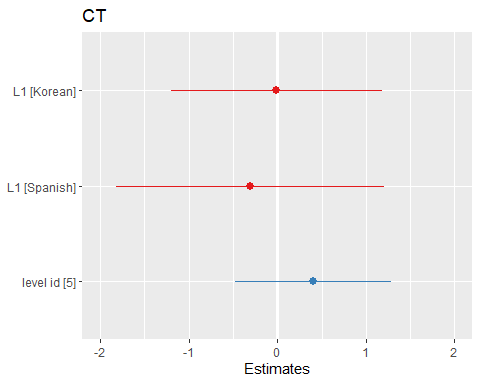 CT
L1 [Korean]
L1 [Spanish]
level id [5]
-2 -1 0 1 2
Estimates